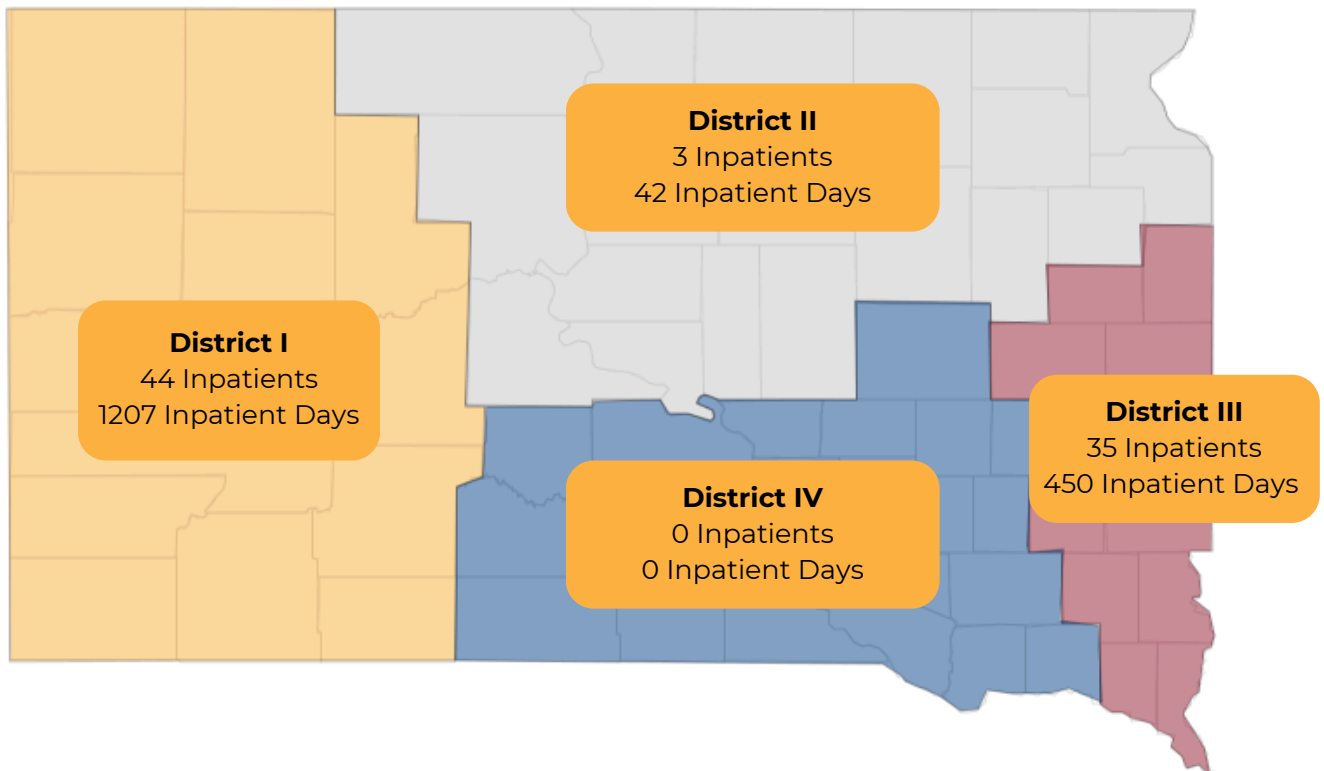 District II
3 Inpatients
42 Inpatient Days
District I
44 Inpatients
1207 Inpatient Days
District III
35 Inpatients
450 Inpatient Days
District IV
0 Inpatients
0 Inpatient Days